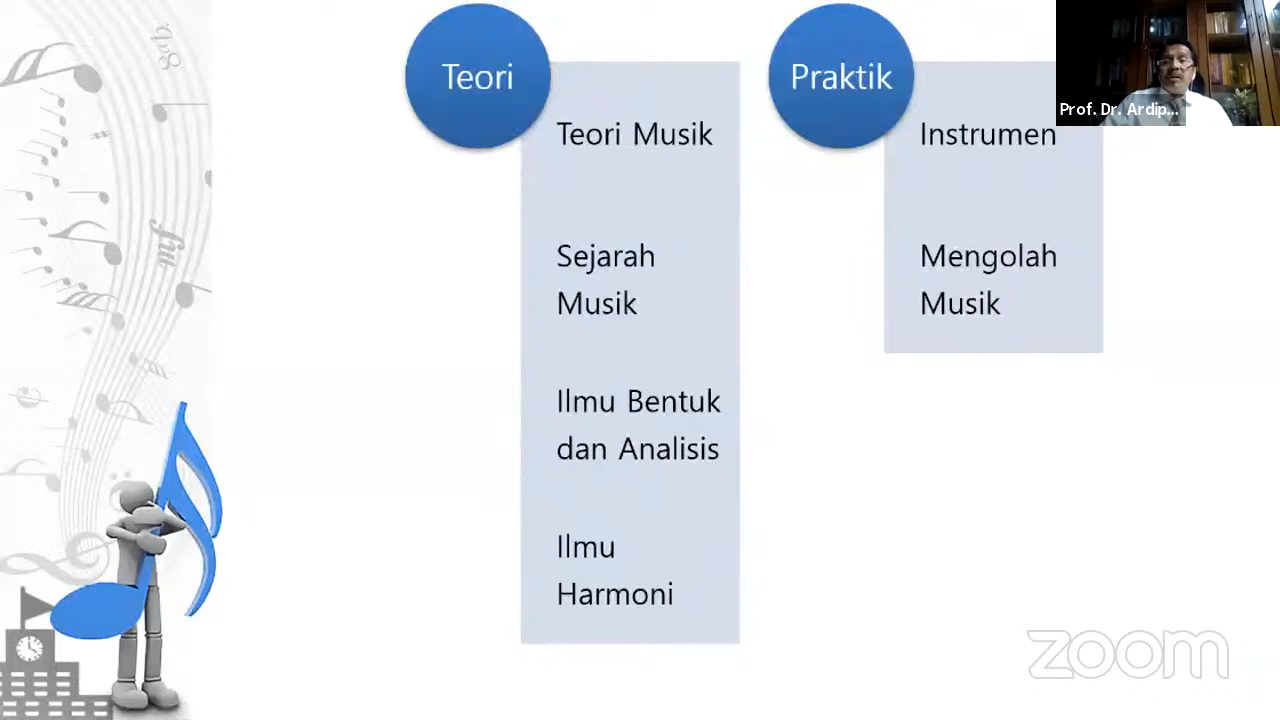 Teori
Teori Musik
Sejarah
Musik
Ilmu Bentuk
dan Analisis
Ilmu
Harmoni
Praktik
Instrumen
Mengolah
Musik
Prof. Dr. Ardip...
zoom